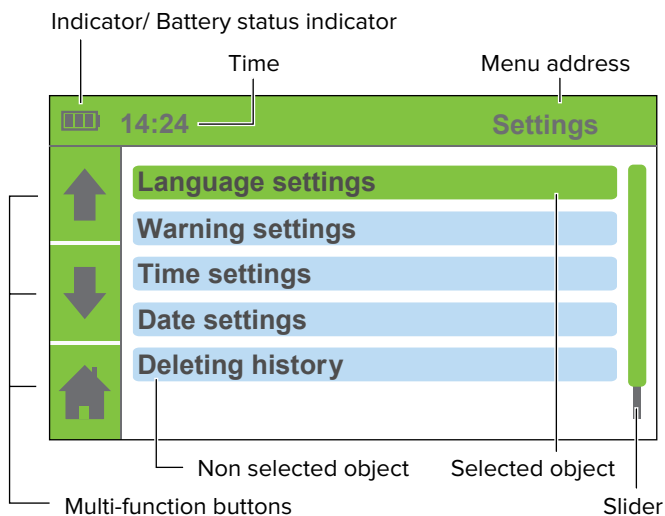 Indicator/ Battery status indicator
Time
Menu address
14:24
Settings
Language settings
Warning settings
Time settings
Date settings
Deleting history
Non selected object
Selected object
Multi-function buttons
Slider